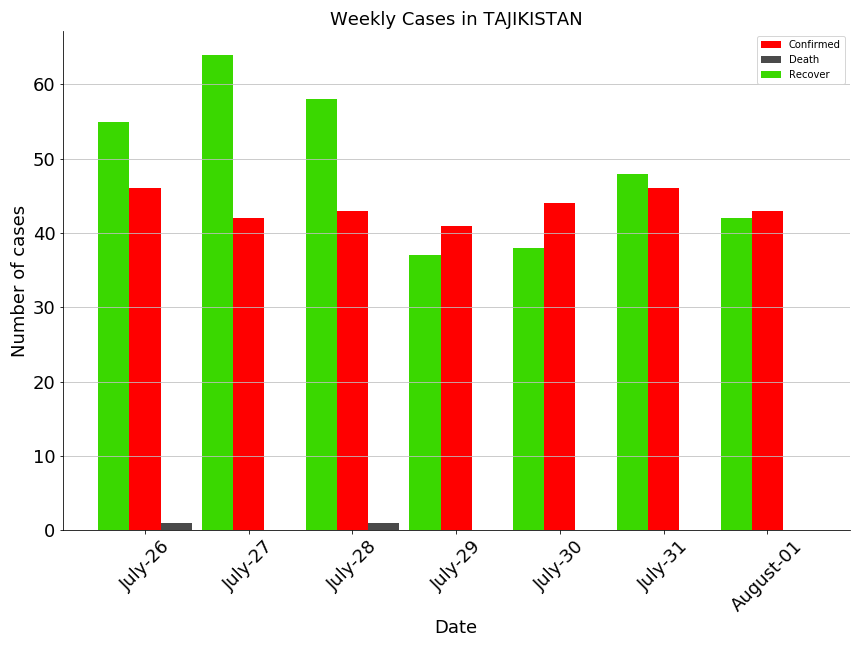 Weekly Cases in TAJIKISTAN
Confirmed
Death
Recover
Number of cases
60
50
40
30
20
10
0
July-26
July-27
July-28
July-29
July-30
July-31
August-01
Date